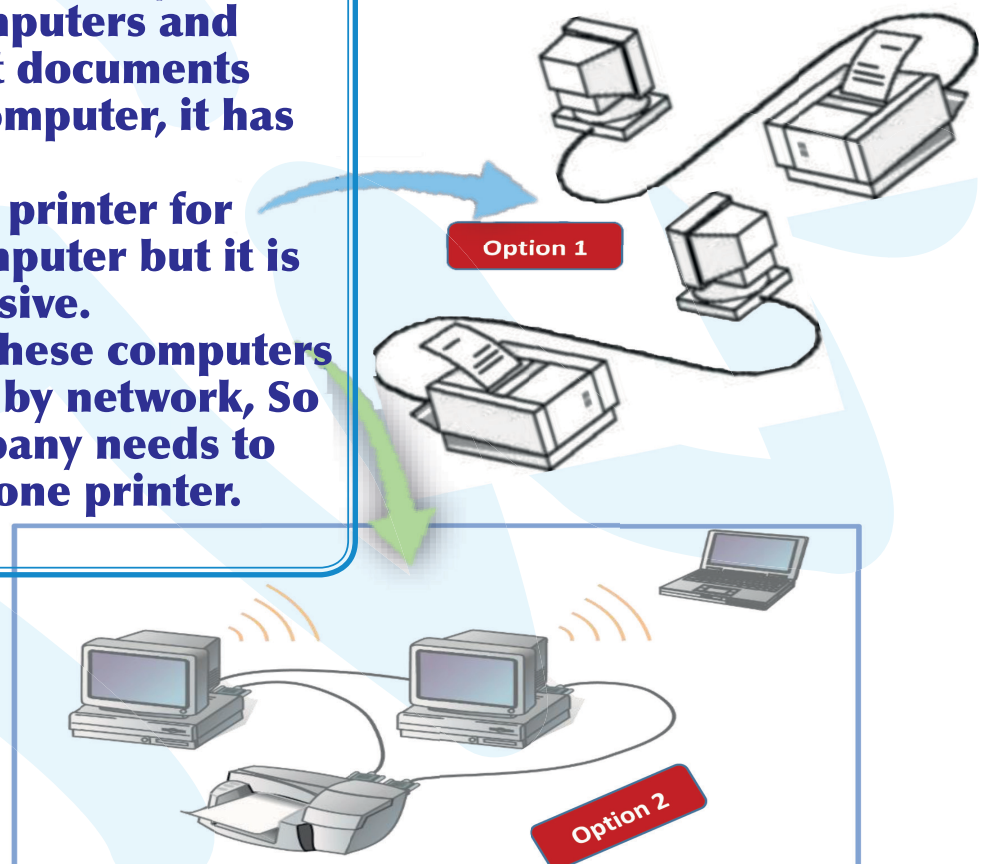 mputers and
t documents
omputer, it has
printer for
mputer but it is
sive.
hese computers
by network, So
pany needs to
one printer.
Option 1
Option 2